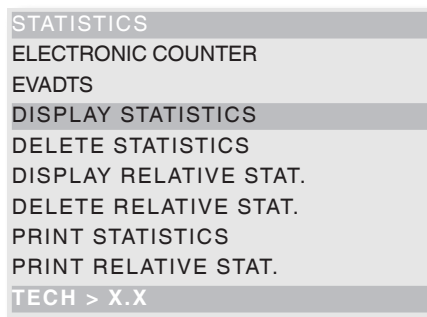 STATISTICS
ELECTRONIC COUNTER
EVADTS
DISPLAY STATISTICS
DELETE STATISTICS
DISPLAY RELATIVE STAT.
DELETE RELATIVE STAT.
PRINT STATISTICS
PRINT RELATIVE STAT.
TECH > X.X